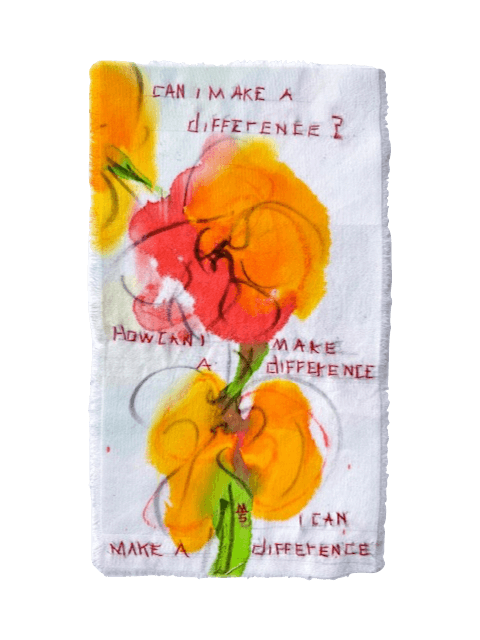 CAN i MAKE A
diFFERENCE ?
HOW CAN I MAKE
A diFFERENCE
MS
I CAN
MAKE A diFFERENCE